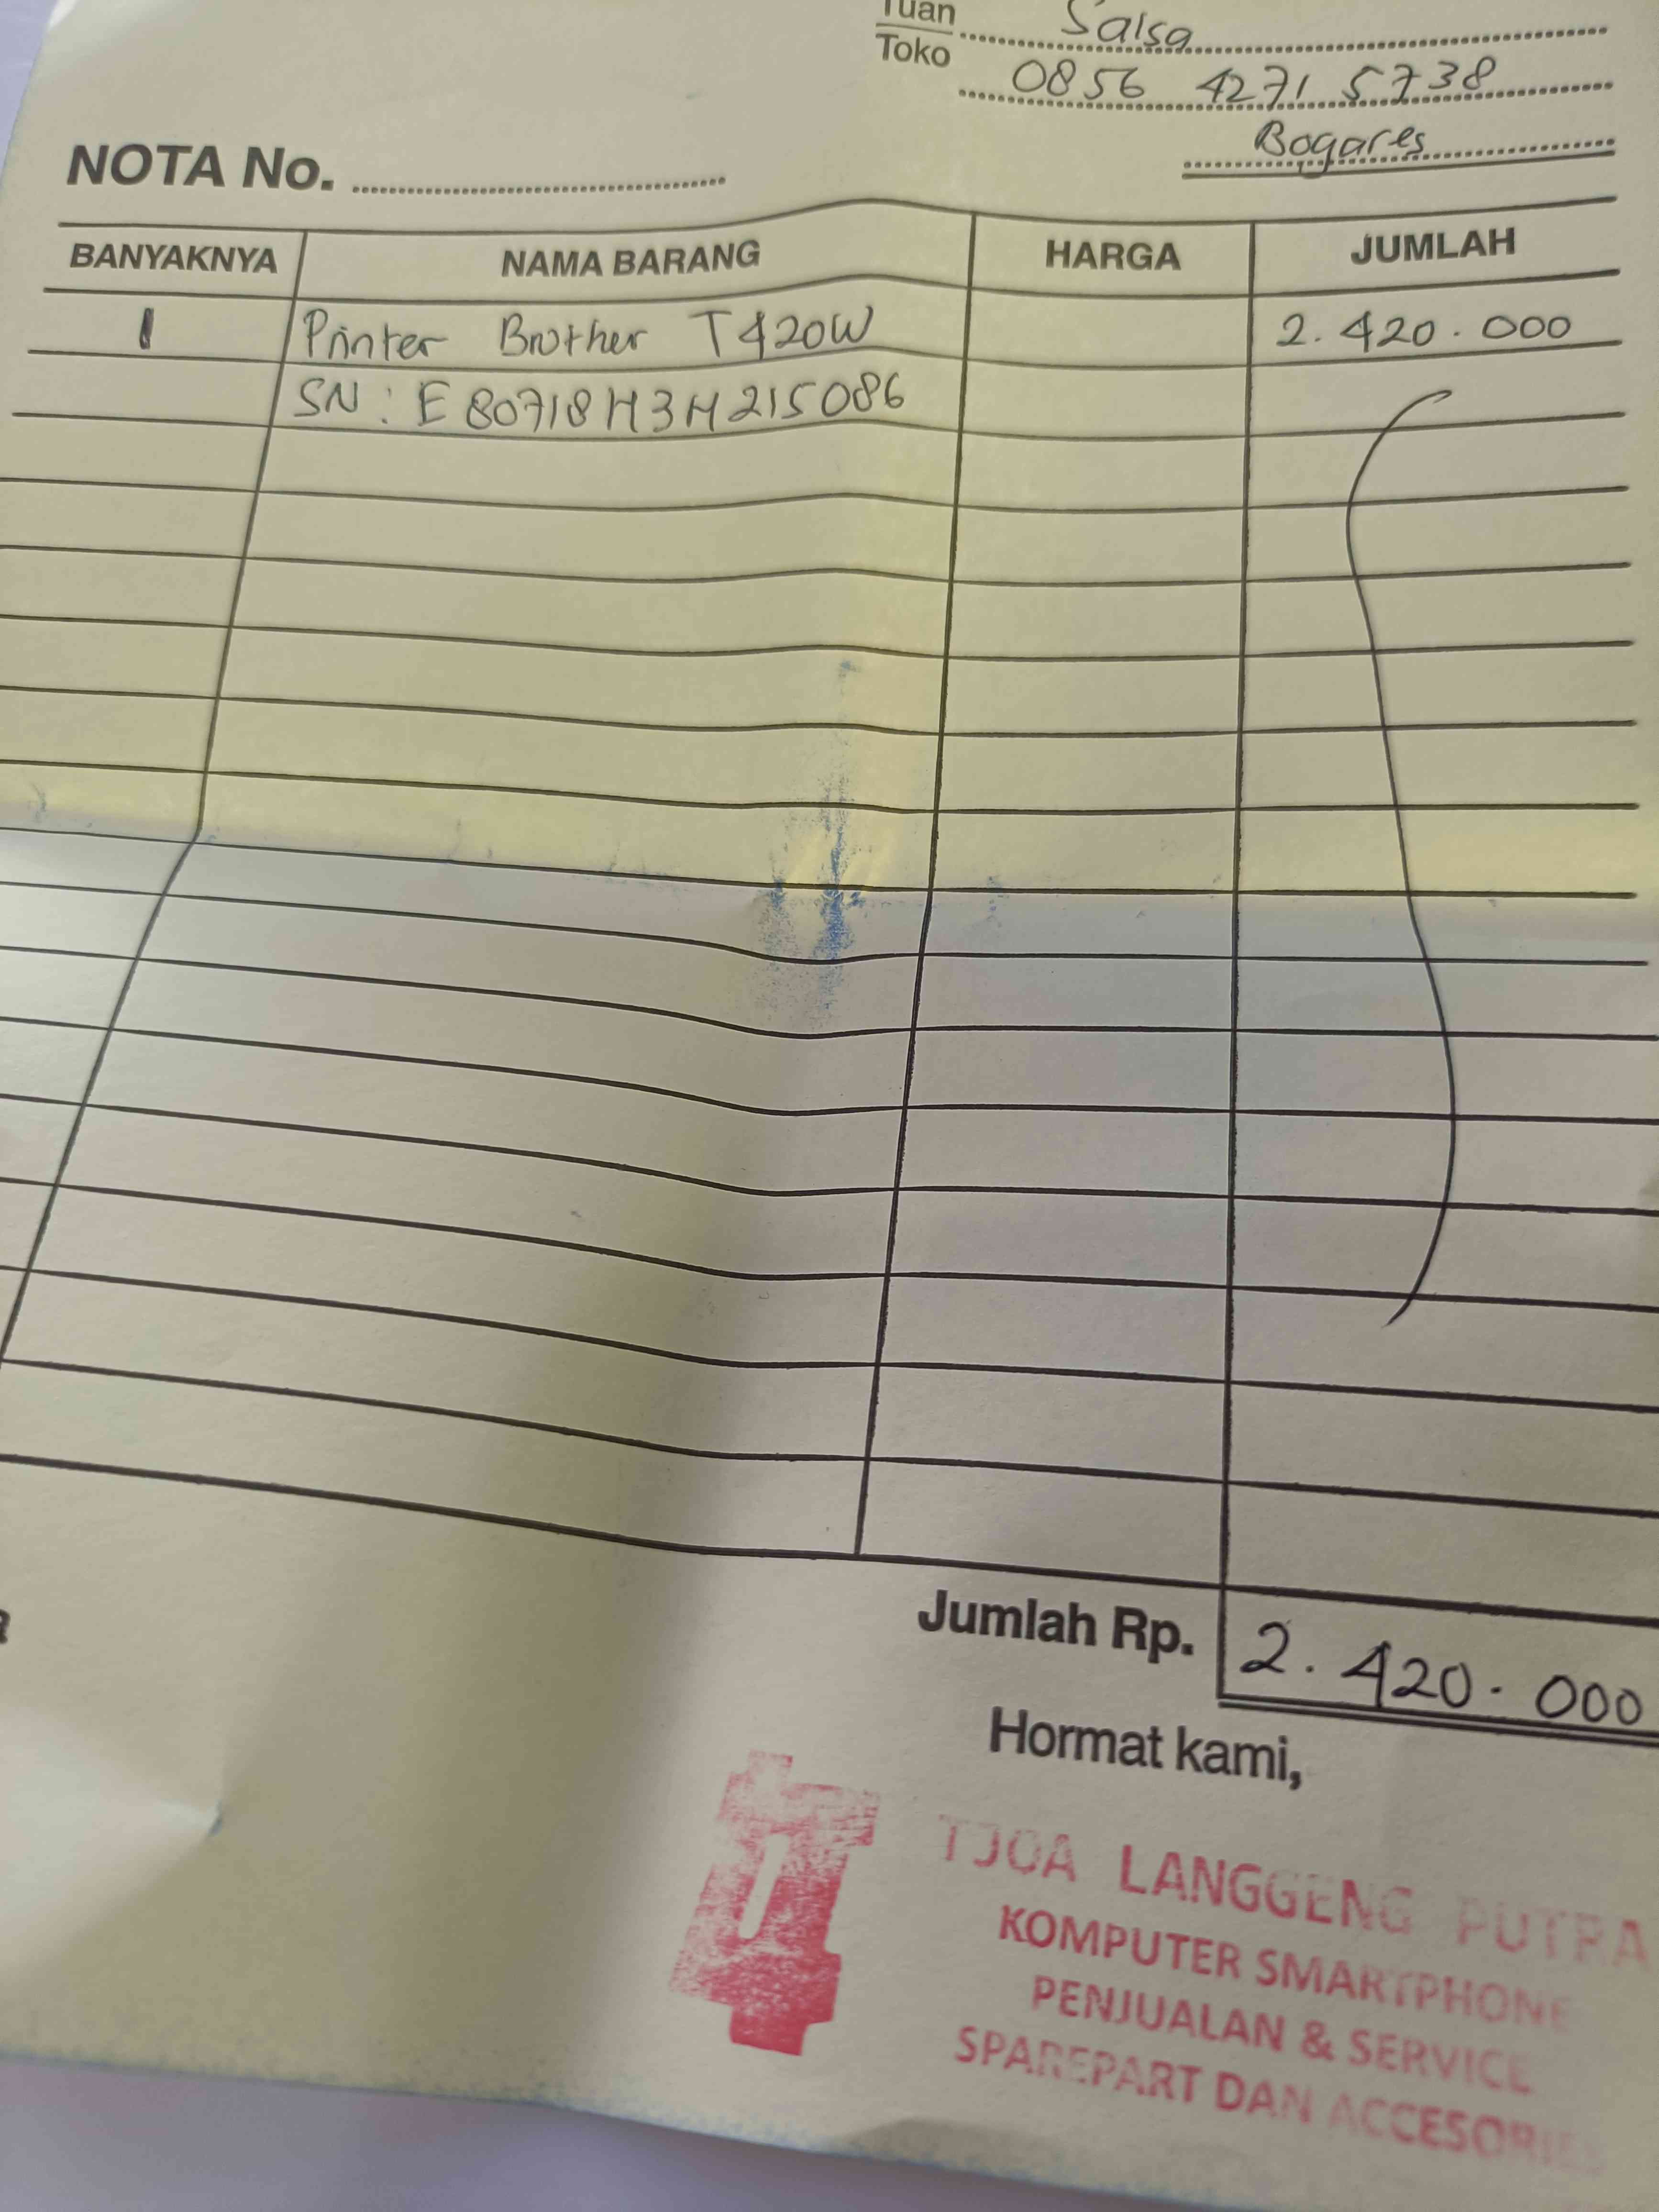 Tuan Salsa
Toko
0856 4271 5738
Bogares
NOTA No.
BANYAKNYA NAMA BARANG HARGA JUMLAH
1 Printer Brother T420W 2.420.000
SN : E80718H3H215086
Jumlah Rp. 2.420.000
Hormat kami,
TJOA LANGGENG PUTRA
KOMPUTER SMARTPHONE
PENJUALAN & SERVICE
SPAREPART DAN ACCESORIES